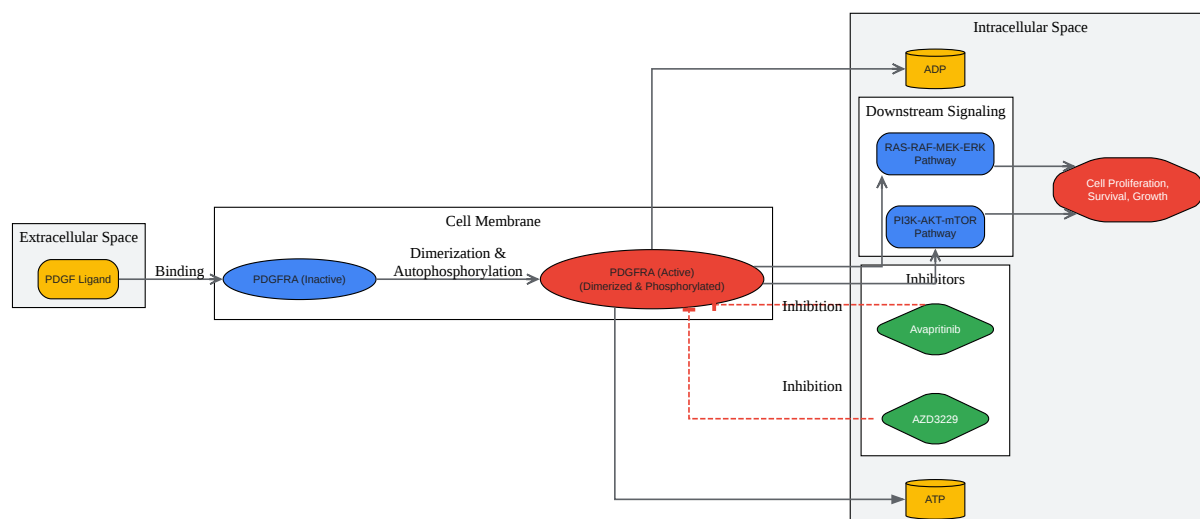 Intracellular Space
ADP
Downstream Signaling
RAS-RAF-MEK-ERK
Pathway
Cell Proliferation,
Survival, Growth
PI3K-AKT-mTOR
Pathway
Cell Membrane
Extracellular Space
PDGF Ligand
Binding
PDGFRA (Inactive)
Dimerization &
Autophosphorylation
PDGFRA (Active)
(Dimerized & Phosphorylated)
Inhibitors
Inhibition
Avapritinib
Inhibition
AZD3229
ATP